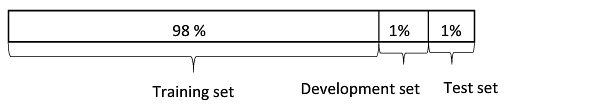 98 % 1% 1%
Training set Development set Test set